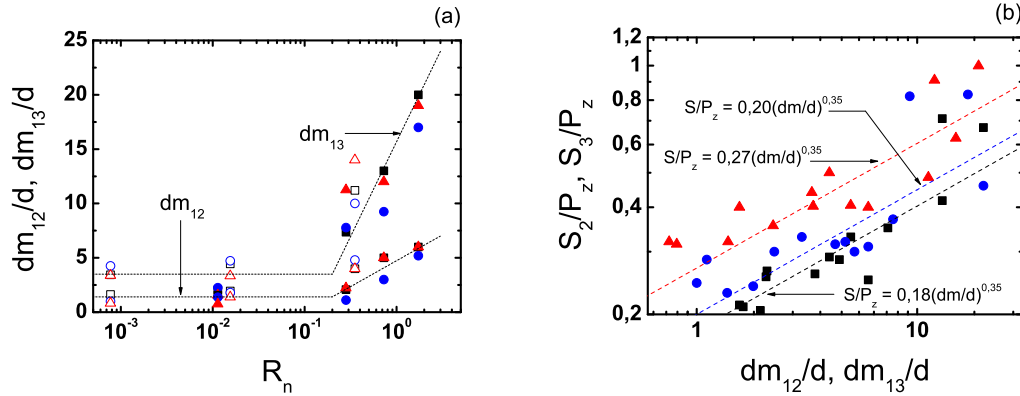 (a)
25
20
15
10
5
0
dm12/d, dm13/d
dm13
dm12
10-3
10-2
10-1
100
Rn
(b)
1,2
1
0,8
0,6
0,4
0,2
S2/Pz, S3/Pz
S/Pz = 0,20(dm/d)0,35
S/Pz = 0,27(dm/d)0,35
S/Pz = 0,18(dm/d)0,35
1
10
dm12/d, dm13/d